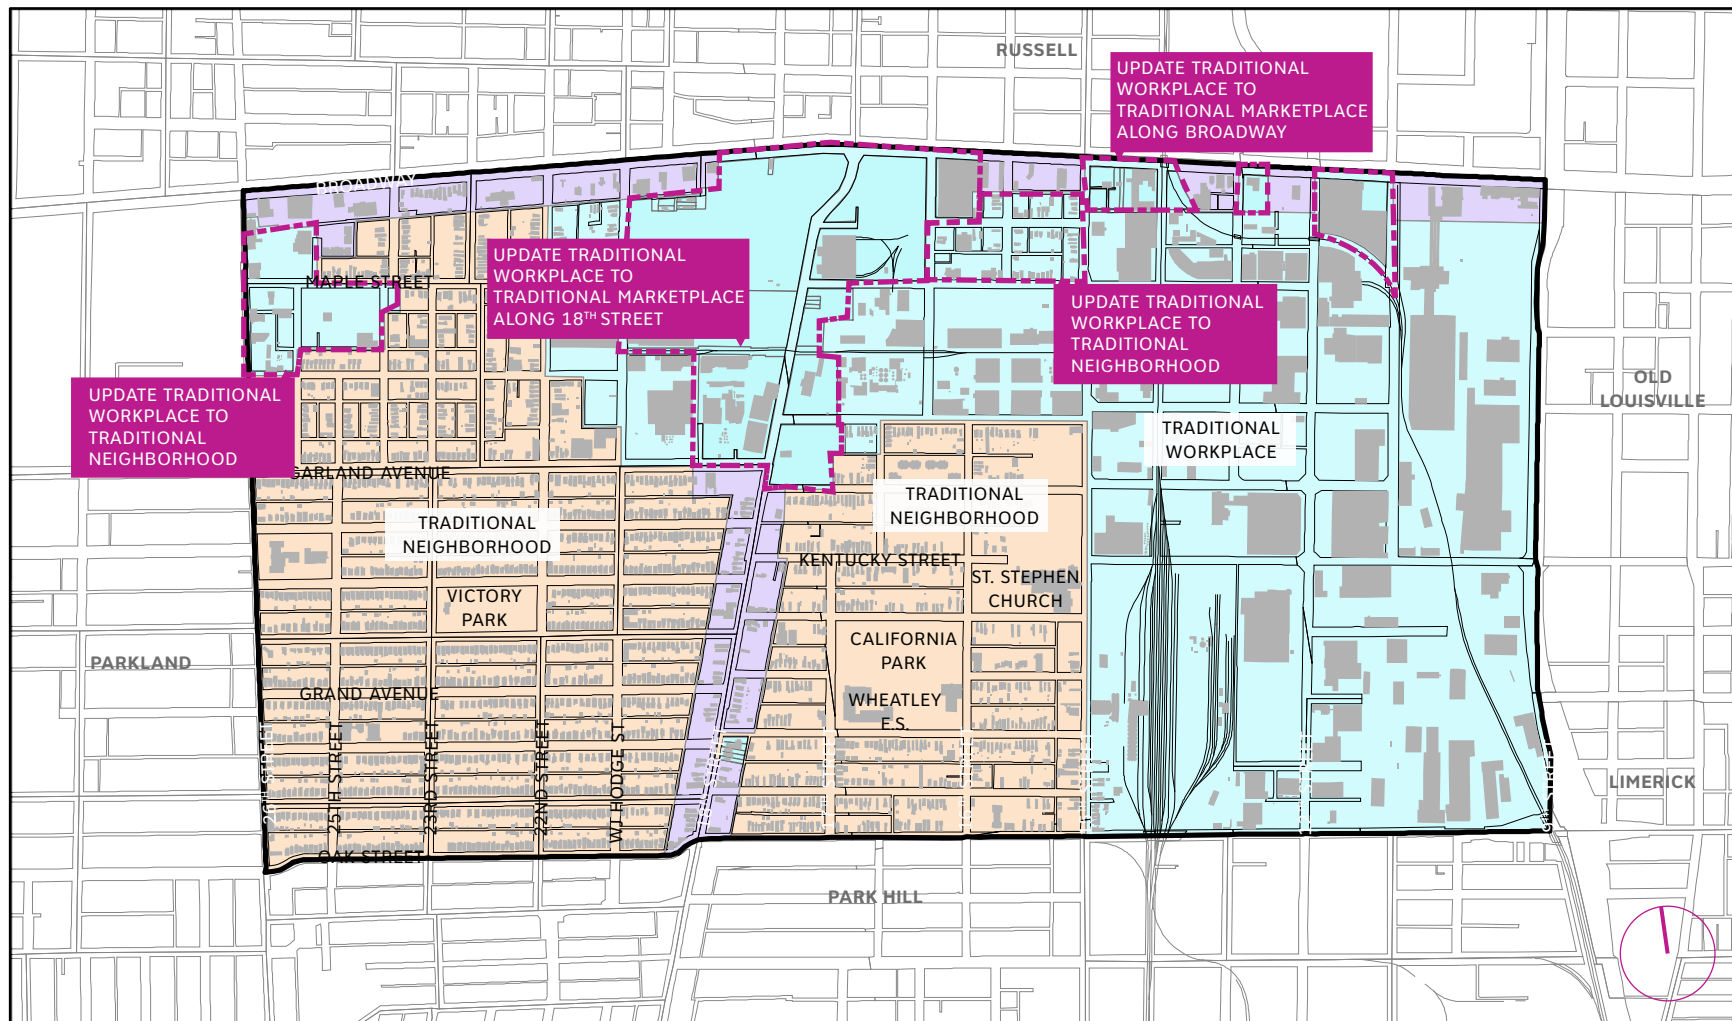 RUSSELL
UPDATE TRADITIONAL
WORKPLACE TO
TRADITIONAL MARKETPLACE
ALONG BROADWAY
BROADWAY
UPDATE TRADITIONAL
WORKPLACE TO
TRADITIONAL MARKETPLACE
ALONG 18TH STREET
MAPLE STREET
UPDATE TRADITIONAL
WORKPLACE TO
TRADITIONAL
NEIGHBORHOOD
OLD
LOUISVILLE
UPDATE TRADITIONAL
WORKPLACE TO
TRADITIONAL
NEIGHBORHOOD
TRADITIONAL
WORKPLACE
GARLAND AVENUE
TRADITIONAL
NEIGHBORHOOD
TRADITIONAL
NEIGHBORHOOD
KENTUCKY STREET
ST. STEPHEN
CHURCH
VICTORY
PARK
CALIFORNIA
PARK
PARKLAND
GRAND AVENUE
WHEATLEY
E.S.
26TH STREET
25TH STREET
23RD STREET
22ND STREET
W HODGE ST
LIMERICK
OAK STREET
PARK HILL